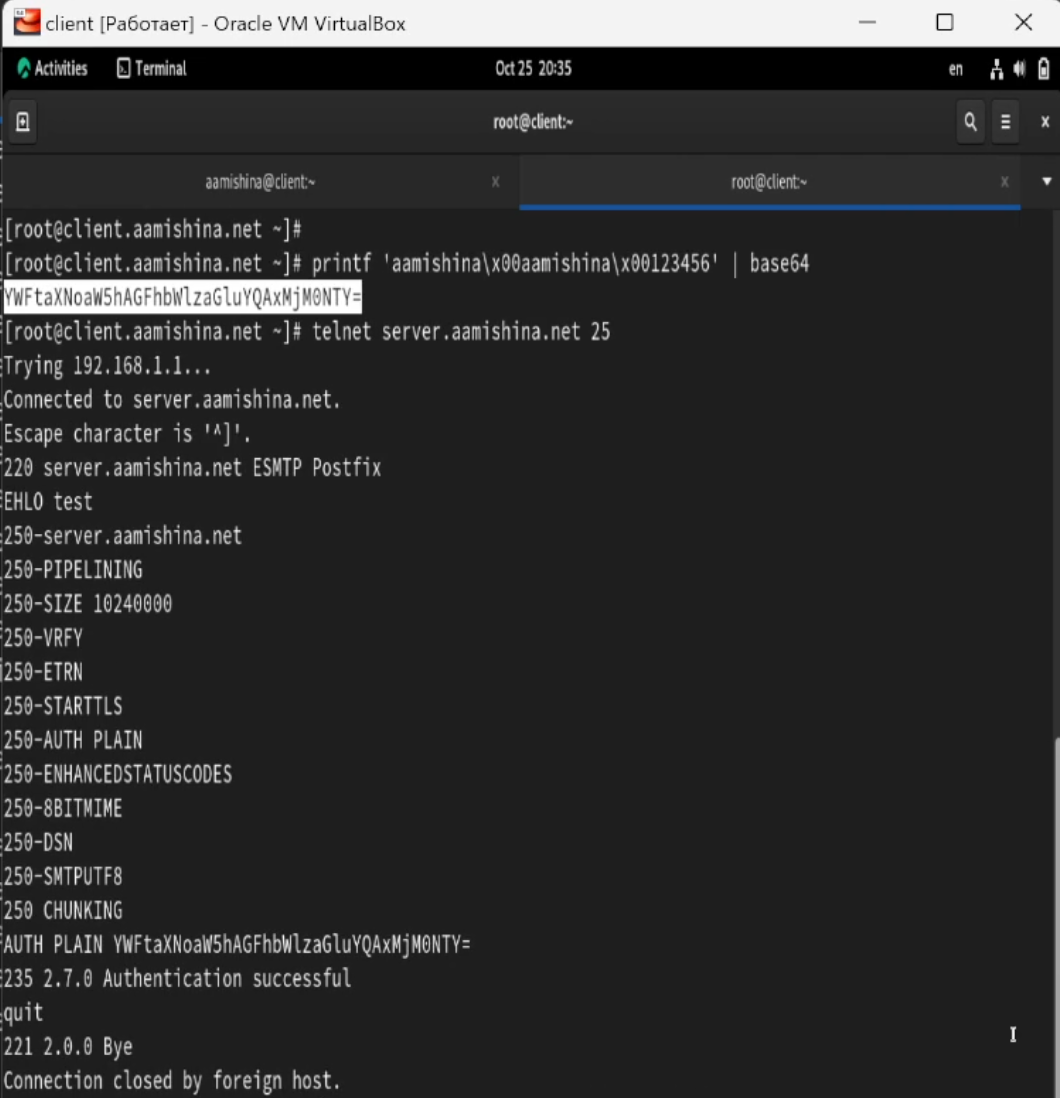 client [Работает] - Oracle VM VirtualBox
Activities Terminal Oct 25 20:35 en
root@client:~
aamishina@client:~ x root@client:~ x
[root@client.aamishina.net ~]#
[root@client.aamishina.net ~]# printf 'aamishina\x00aamishina\x00123456' | base64
YWFtaXNoaW5hAGFhbWlzaGluYQAxMjM0NTY=
[root@client.aamishina.net ~]# telnet server.aamishina.net 25
Trying 192.168.1.1...
Connected to server.aamishina.net.
Escape character is '^]'.
220 server.aamishina.net ESMTP Postfix
EHLO test
250-server.aamishina.net
250-PIPELINING
250-SIZE 10240000
250-VRFY
250-ETRN
250-STARTTLS
250-AUTH PLAIN
250-ENHANCEDSTATUSCODES
250-8BITMIME
250-DSN
250-SMTPUTF8
250 CHUNKING
AUTH PLAIN YWFtaXNoaW5hAGFhbWlzaGluYQAxMjM0NTY=
235 2.7.0 Authentication successful
quit
221 2.0.0 Bye
Connection closed by foreign host.